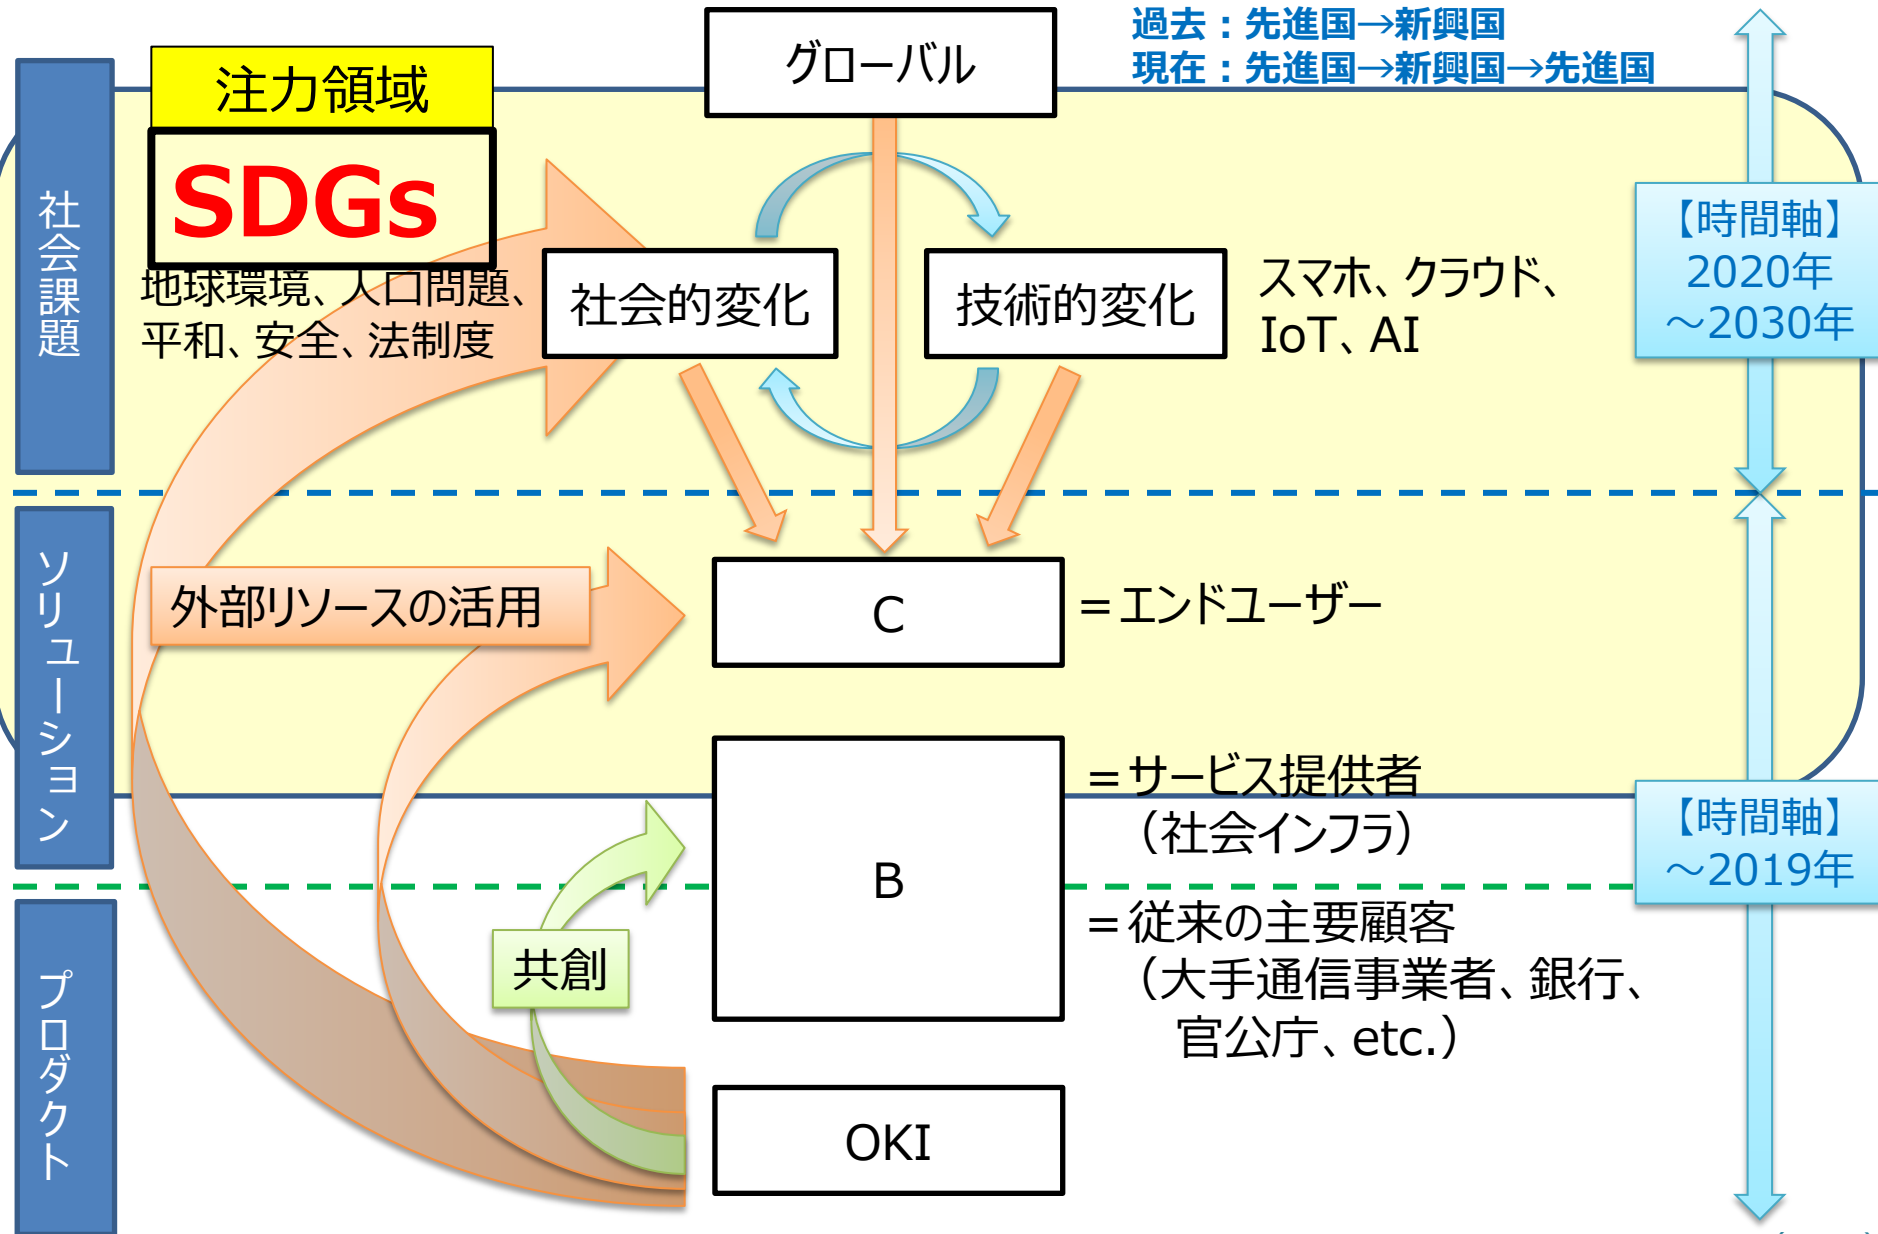 過去：先進国→新興国
現在：先進国→新興国→先進国
グローバル
注力領域
SDGs
地球環境、人口問題、
平和、安全、法制度
社会的変化
技術的変化
スマホ、クラウド、
IoT、AI
【時間軸】
2020年
～2030年
社会課題
ソリューション
外部リソースの活用
C
＝エンドユーザー
B
＝サービス提供者
（社会インフラ）
【時間軸】
～2019年
＝従来の主要顧客
（大手通信事業者、銀行、
官公庁、etc.）
共創
プロダクト
OKI